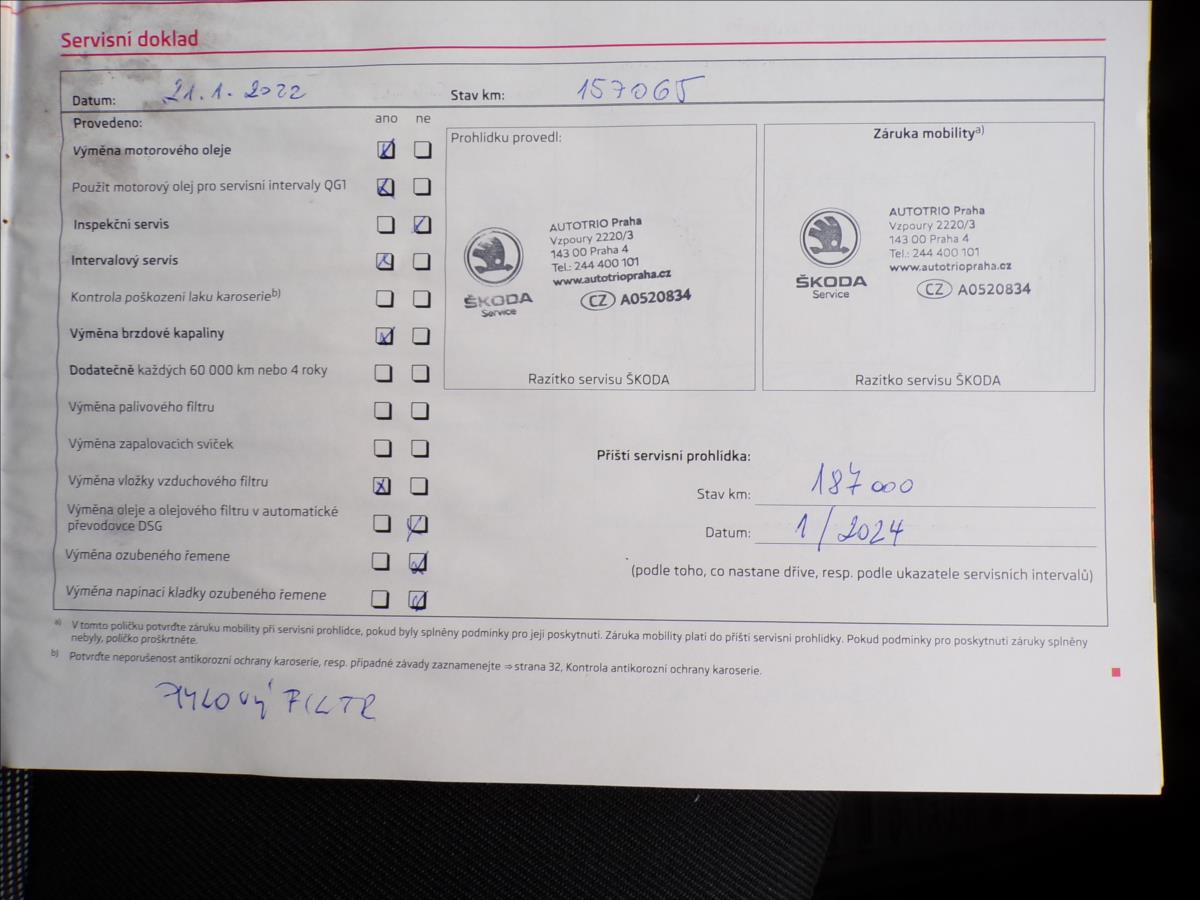 Servisní doklad
Datum: 21.1.2022 Stav km: 157065
Provedeno: ano ne
Výměna motorového oleje
Použit motorový olej pro servisní intervaly QG1
Inspekční servis
Intervalový servis
Kontrola poškození laku karoserie b)
Výměna brzdové kapaliny
Dodatečně každých 60 000 km nebo 4 roky
Výměna palivového filtru
Výměna zapalovacích svíček
Výměna vložky vzduchového filtru
Výměna oleje a olejového filtru v automatické
převodovce DSG
Výměna ozubeného řemene
Výměna napínací kladky ozubeného řemene
Prohlídku provedl:
AUTOTRIO Praha
Vzpoury 2220/3
143 00 Praha 4
Tel.: 244 400 101
www.autotriopraha.cz
ŠKODA
Service
CZ A0520834
Razítko servisu ŠKODA
Záruka mobility a)
AUTOTRIO Praha
Vzpoury 2220/3
143 00 Praha 4
Tel.: 244 400 101
www.autotriopraha.cz
ŠKODA
Service
CZ A0520834
Razítko servisu ŠKODA
Příští servisní prohlídka:
Stav km: 187000
Datum: 1/2024
(podle toho, co nastane dříve, resp. podle ukazatele servisních intervalů)
a) V tomto políčku potvrďte záruku mobility při servisní prohlídce, pokud byly splněny podmínky pro její poskytnutí. Záruka mobility platí do příští servisní prohlídky. Pokud podmínky pro poskytnutí záruky splněny
nebyly, políčko proškrtněte.
b) Potvrďte neporušenost antikorozní ochrany karoserie, resp. případné závady zaznamenejte ⇒ strana 32, Kontrola antikorozní ochrany karoserie.
PYLOVÝ FILTR